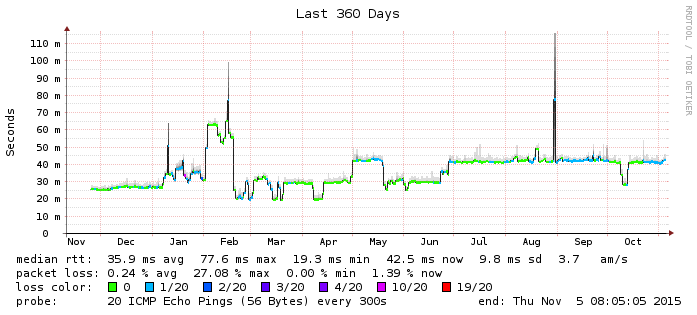 Last 360 Days
RRDTOOL / TOBI OETIKER
Seconds
110 m
100 m
90 m
80 m
70 m
60 m
50 m
40 m
30 m
20 m
10 m
0
Nov Dec Jan Feb Mar Apr May Jun Jul Aug Sep Oct
median rtt: 35.9 ms avg 77.6 ms max 19.3 ms min 42.5 ms now 9.8 ms sd 3.7 am/s
packet loss: 0.24 % avg 27.08 % max 0.00 % min 1.39 % now
loss color: 0 1/20 2/20 3/20 4/20 10/20 19/20
probe: 20 ICMP Echo Pings (56 Bytes) every 300s end: Thu Nov 5 08:05:05 2015